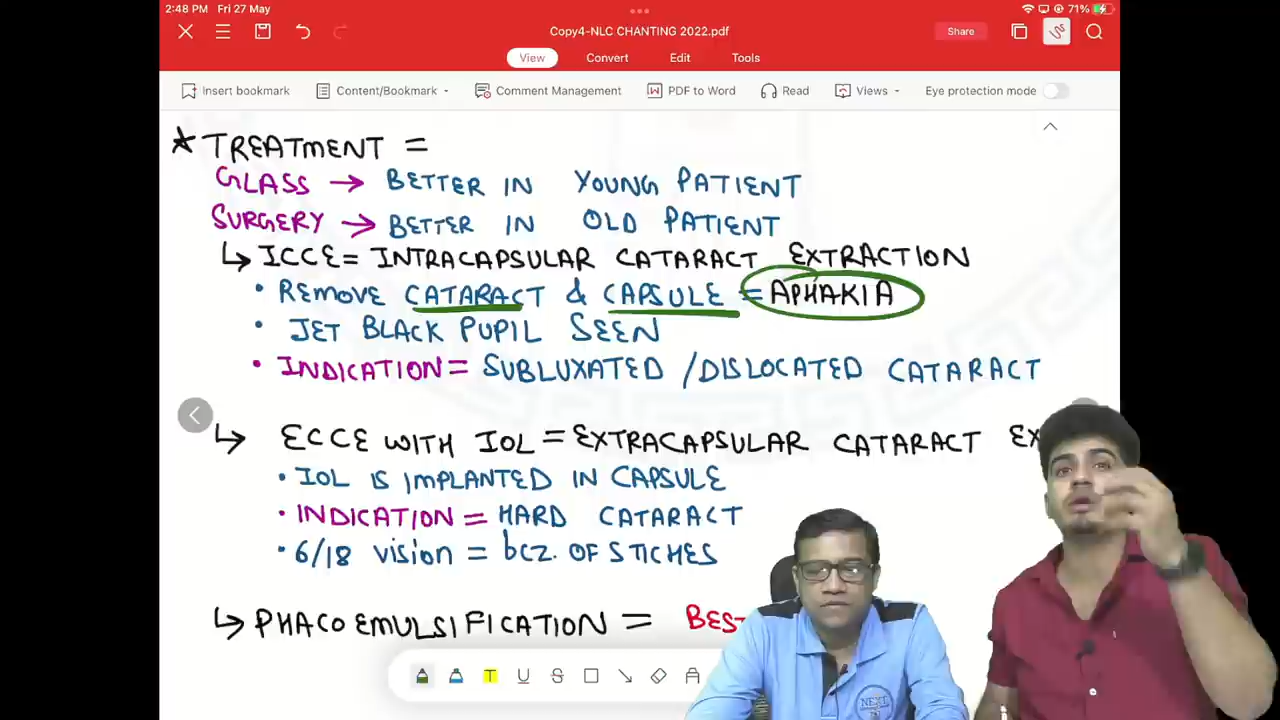 2:48 PM Fri 27 May
71%
Copy4-NLC CHANTING 2022.pdf
Share
View Convert Edit Tools
Insert bookmark Content/Bookmark Comment Management PDF to Word Read Views Eye protection mode
TREATMENT =
GLASS → BETTER IN YOUNG PATIENT
SURGERY → BETTER IN OLD PATIENT
↳ ICCE = INTRACAPSULAR CATARACT EXTRACTION
• REMOVE CATARACT & CAPSULE = APHAKIA
• JET BLACK PUPIL SEEN
• INDICATION = SUBLUXATED / DISLOCATED CATARACT
↳ ECCE WITH IOL = EXTRACAPSULAR CATARACT EX
• IOL IS IMPLANTED IN CAPSULE
• INDICATION = HARD CATARACT
• 6/18 vision = bcz. OF STICHES
↳ PHACOEMULSIFICATION = BEST
T U S A
NEXT